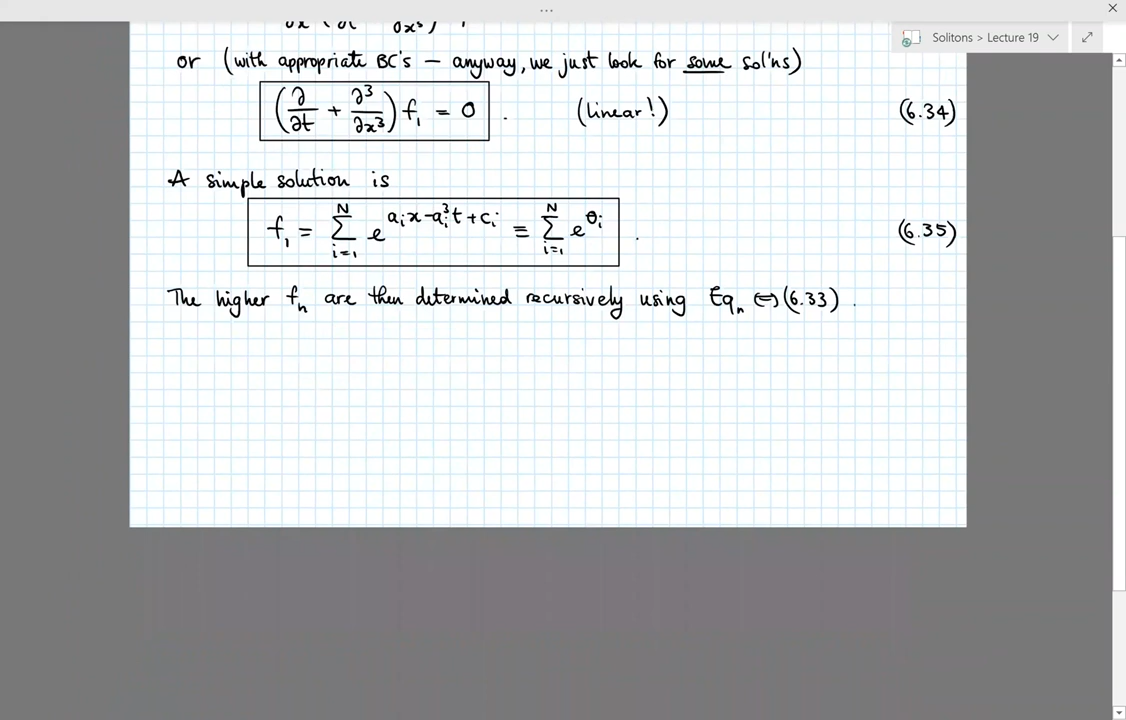 Solitons > Lecture 19
or (with appropriate BC's – anyway, we just look for some sol'ns)
(∂/∂t + ∂³/∂x³) f₁ = 0 . (linear!) (6.34)
A simple solution is
f₁ = Σ_{i=1}^{N} e^{aᵢx-aᵢ³t+cᵢ} ≡ Σ_{i=1}^{N} e^{θᵢ} . (6.35)
The higher fₙ are then determined recursively using Eqₙ ⇔ (6.33) .